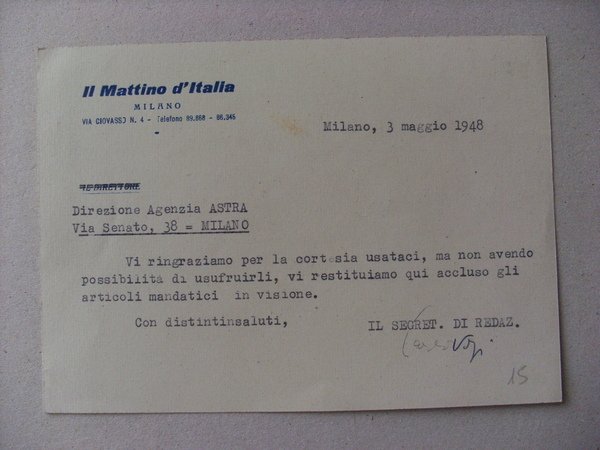 Il Mattino d'Italia
MILANO
VIA GIOVASSO N. 4 - Telefono 89.868 - 86.345
Milano, 3 maggio 1948
IL DIRETTORE
Direzione Agenzia ASTRA
Via Senato, 38 = MILANO
Vi ringraziamo per la cortesia usataci, ma non avendo
possibilità di usufruirli, vi restituiamo qui accluso gli
articoli mandatici in visione.
Con distintinsaluti,
IL SEGRET. DI REDAZ.
15